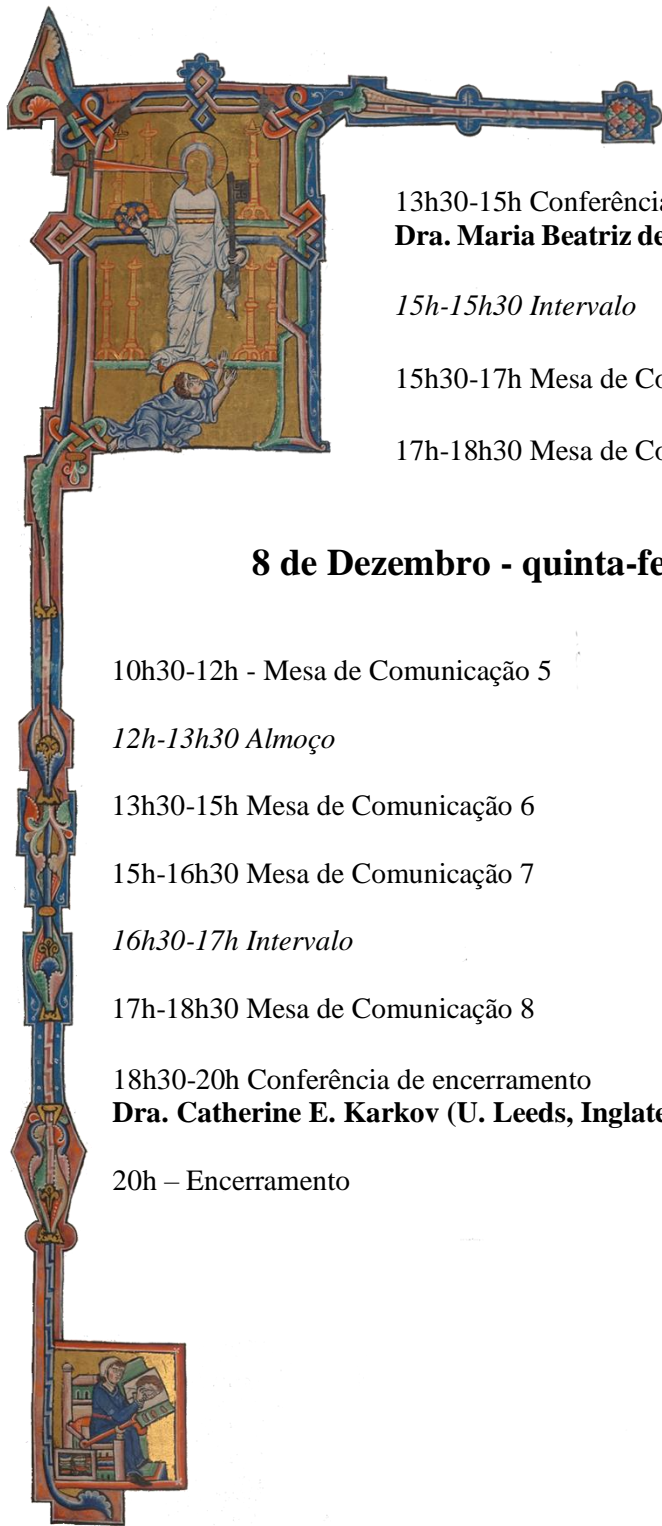 13h30-15h Conferência
Dra. Maria Beatriz de
15h-15h30 Intervalo
15h30-17h Mesa de Co
17h-18h30 Mesa de Co
8 de Dezembro - quinta-fe
10h30-12h - Mesa de Comunicação 5
12h-13h30 Almoço
13h30-15h Mesa de Comunicação 6
15h-16h30 Mesa de Comunicação 7
16h30-17h Intervalo
17h-18h30 Mesa de Comunicação 8
18h30-20h Conferência de encerramento
Dra. Catherine E. Karkov (U. Leeds, Inglate
20h – Encerramento